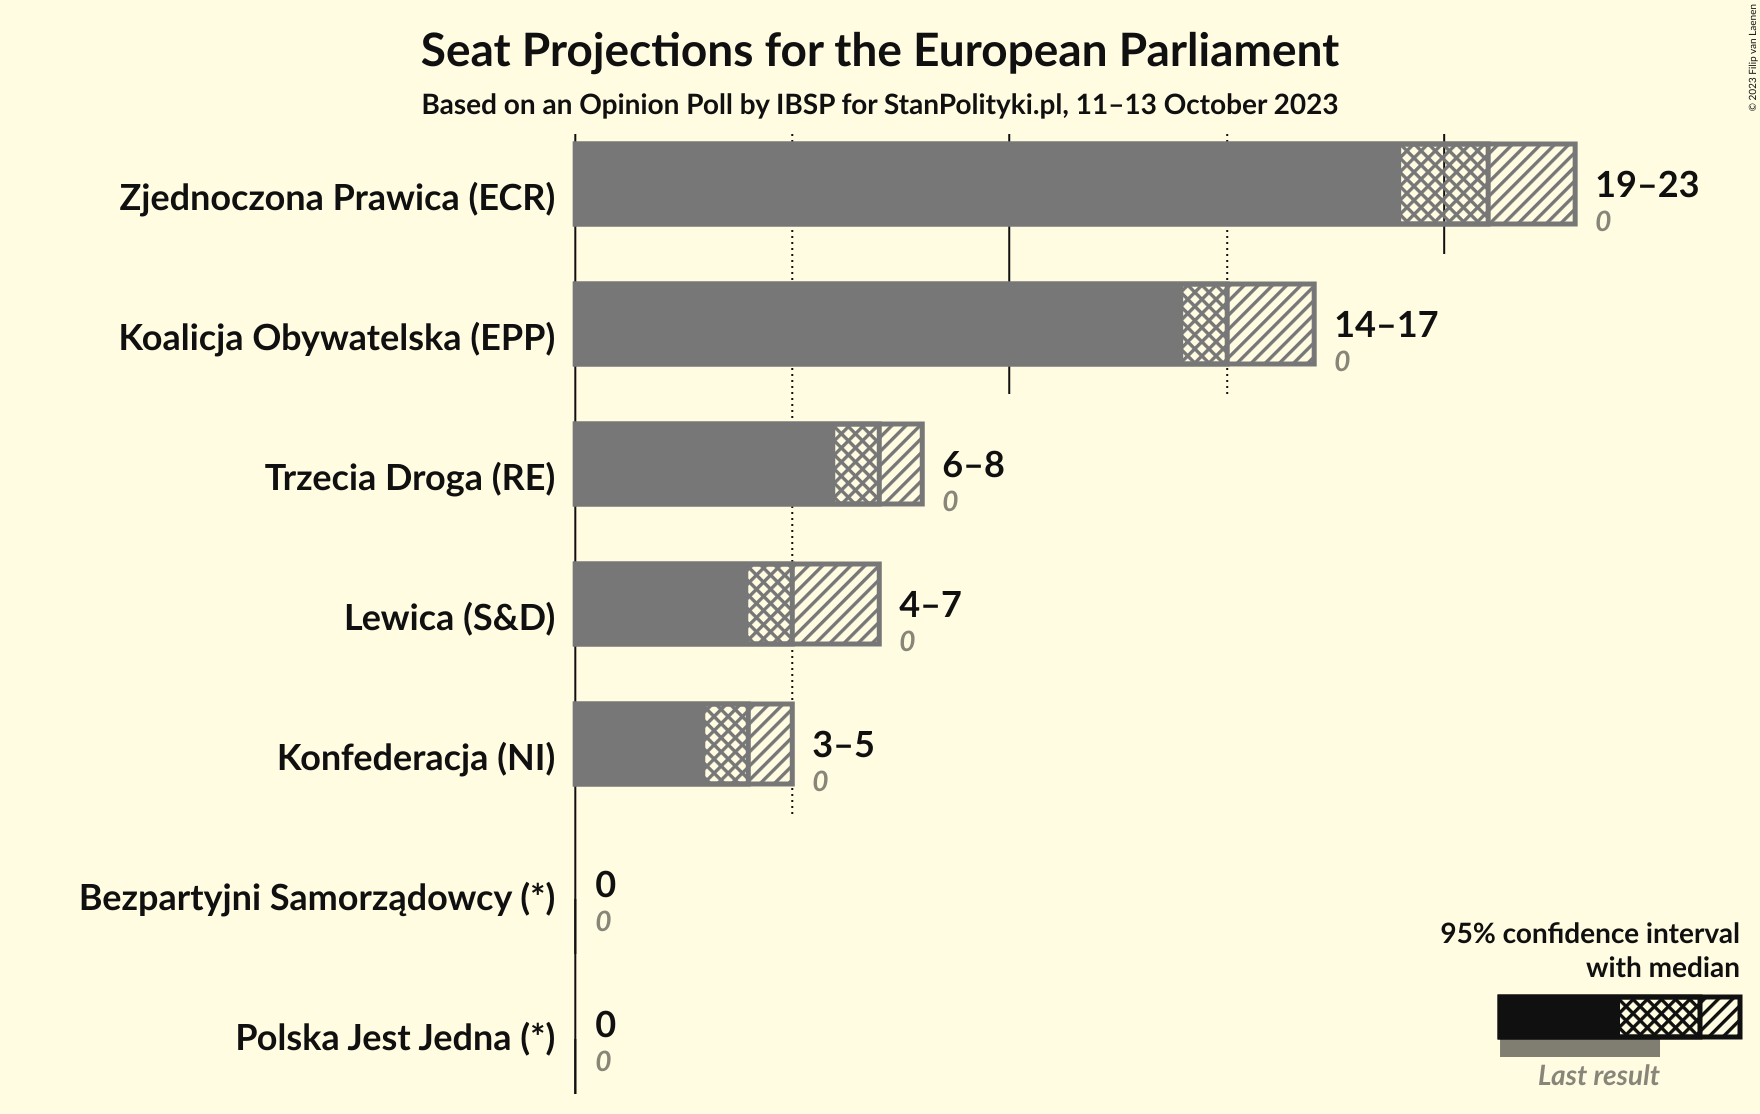 Seat Projections for the European Parliament
Based on an Opinion Poll by IBSP for StanPolityki.pl, 11–13 October 2023
© 2023 Filip van Laenen
Zjednoczona Prawica (ECR)
19–23
0
Koalicja Obywatelska (EPP)
14–17
0
Trzecia Droga (RE)
6–8
0
Lewica (S&D)
4–7
0
Konfederacja (NI)
3–5
0
Bezpartyjni Samorządowcy (*)
0
0
Polska Jest Jedna (*)
0
0
95% confidence interval
with median
Last result